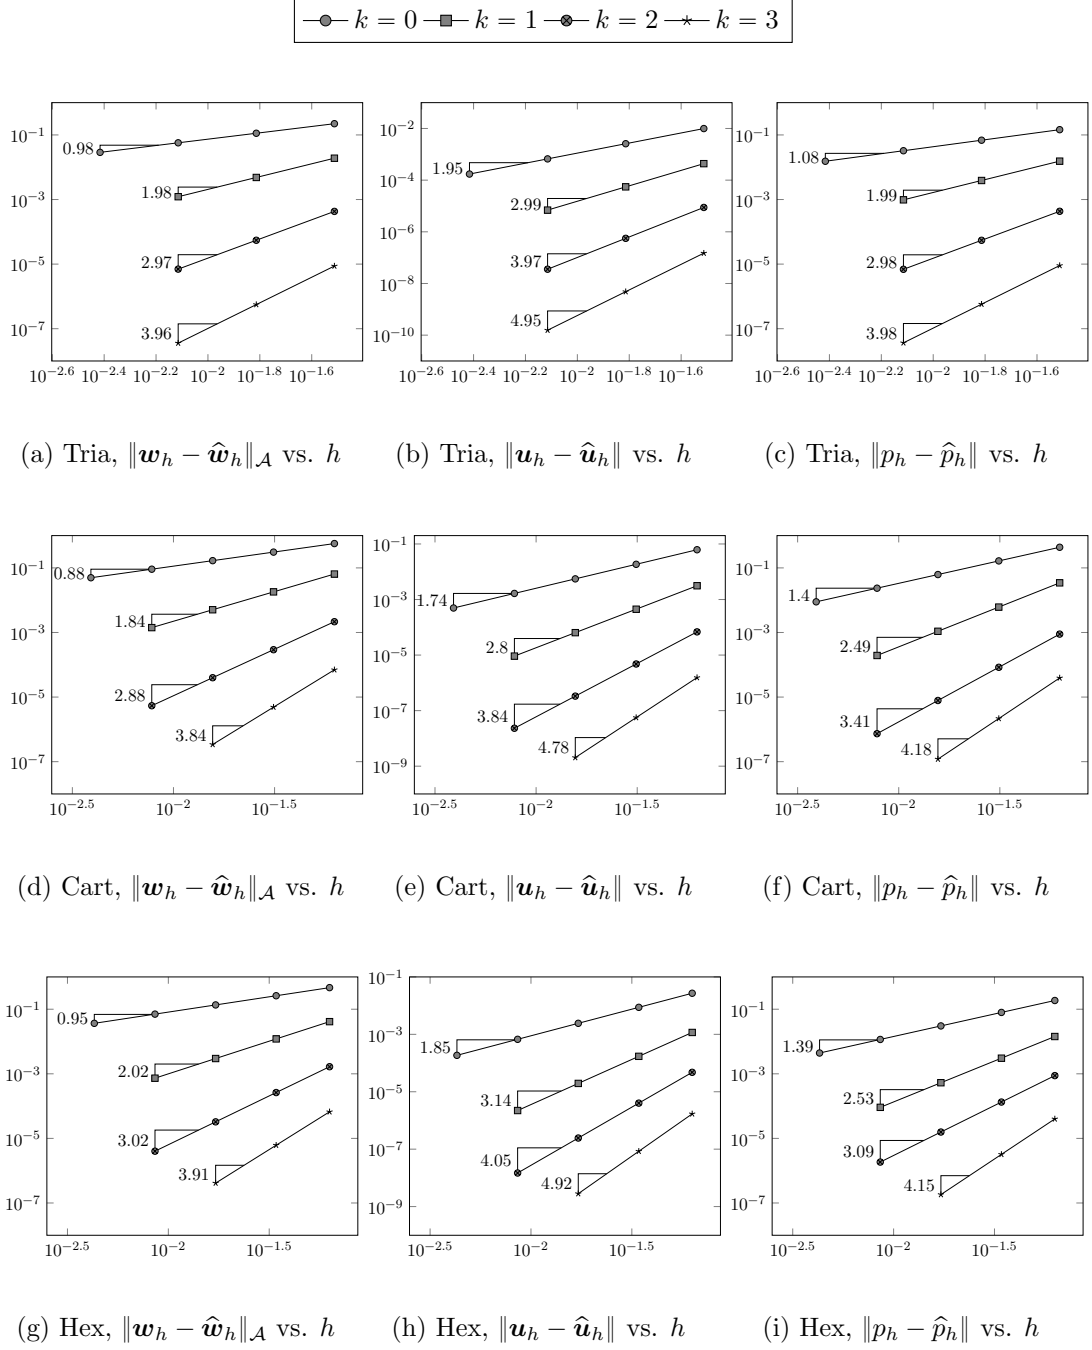 k = 0 k = 1 k = 2 k = 3
10^{-1} 10^{-3} 10^{-5} 10^{-7}
0.98
1.98
2.97
3.96
10^{-2.6} 10^{-2.4} 10^{-2.2} 10^{-2} 10^{-1.8} 10^{-1.6}
(a) Tria, ‖w_h − ŵ_h‖_𝒜 vs. h
10^{-2} 10^{-4} 10^{-6} 10^{-8} 10^{-10}
1.95
2.99
3.97
4.95
10^{-2.6} 10^{-2.4} 10^{-2.2} 10^{-2} 10^{-1.8} 10^{-1.6}
(b) Tria, ‖u_h − û_h‖ vs. h
10^{-1} 10^{-3} 10^{-5} 10^{-7}
1.08
1.99
2.98
3.98
10^{-2.6} 10^{-2.4} 10^{-2.2} 10^{-2} 10^{-1.8} 10^{-1.6}
(c) Tria, ‖p_h − p̂_h‖ vs. h
10^{-1} 10^{-3} 10^{-5} 10^{-7}
0.88
1.84
2.88
3.84
10^{-2.5} 10^{-2} 10^{-1.5}
(d) Cart, ‖w_h − ŵ_h‖_𝒜 vs. h
10^{-1} 10^{-3} 10^{-5} 10^{-7} 10^{-9}
1.74
2.8
3.84
4.78
10^{-2.5} 10^{-2} 10^{-1.5}
(e) Cart, ‖u_h − û_h‖ vs. h
10^{-1} 10^{-3} 10^{-5} 10^{-7}
1.4
2.49
3.41
4.18
10^{-2.5} 10^{-2} 10^{-1.5}
(f) Cart, ‖p_h − p̂_h‖ vs. h
10^{-1} 10^{-3} 10^{-5} 10^{-7}
0.95
2.02
3.02
3.91
10^{-2.5} 10^{-2} 10^{-1.5}
(g) Hex, ‖w_h − ŵ_h‖_𝒜 vs. h
10^{-1} 10^{-3} 10^{-5} 10^{-7} 10^{-9}
1.85
3.14
4.05
4.92
10^{-2.5} 10^{-2} 10^{-1.5}
(h) Hex, ‖u_h − û_h‖ vs. h
10^{-1} 10^{-3} 10^{-5} 10^{-7}
1.39
2.53
3.09
4.15
10^{-2.5} 10^{-2} 10^{-1.5}
(i) Hex, ‖p_h − p̂_h‖ vs. h